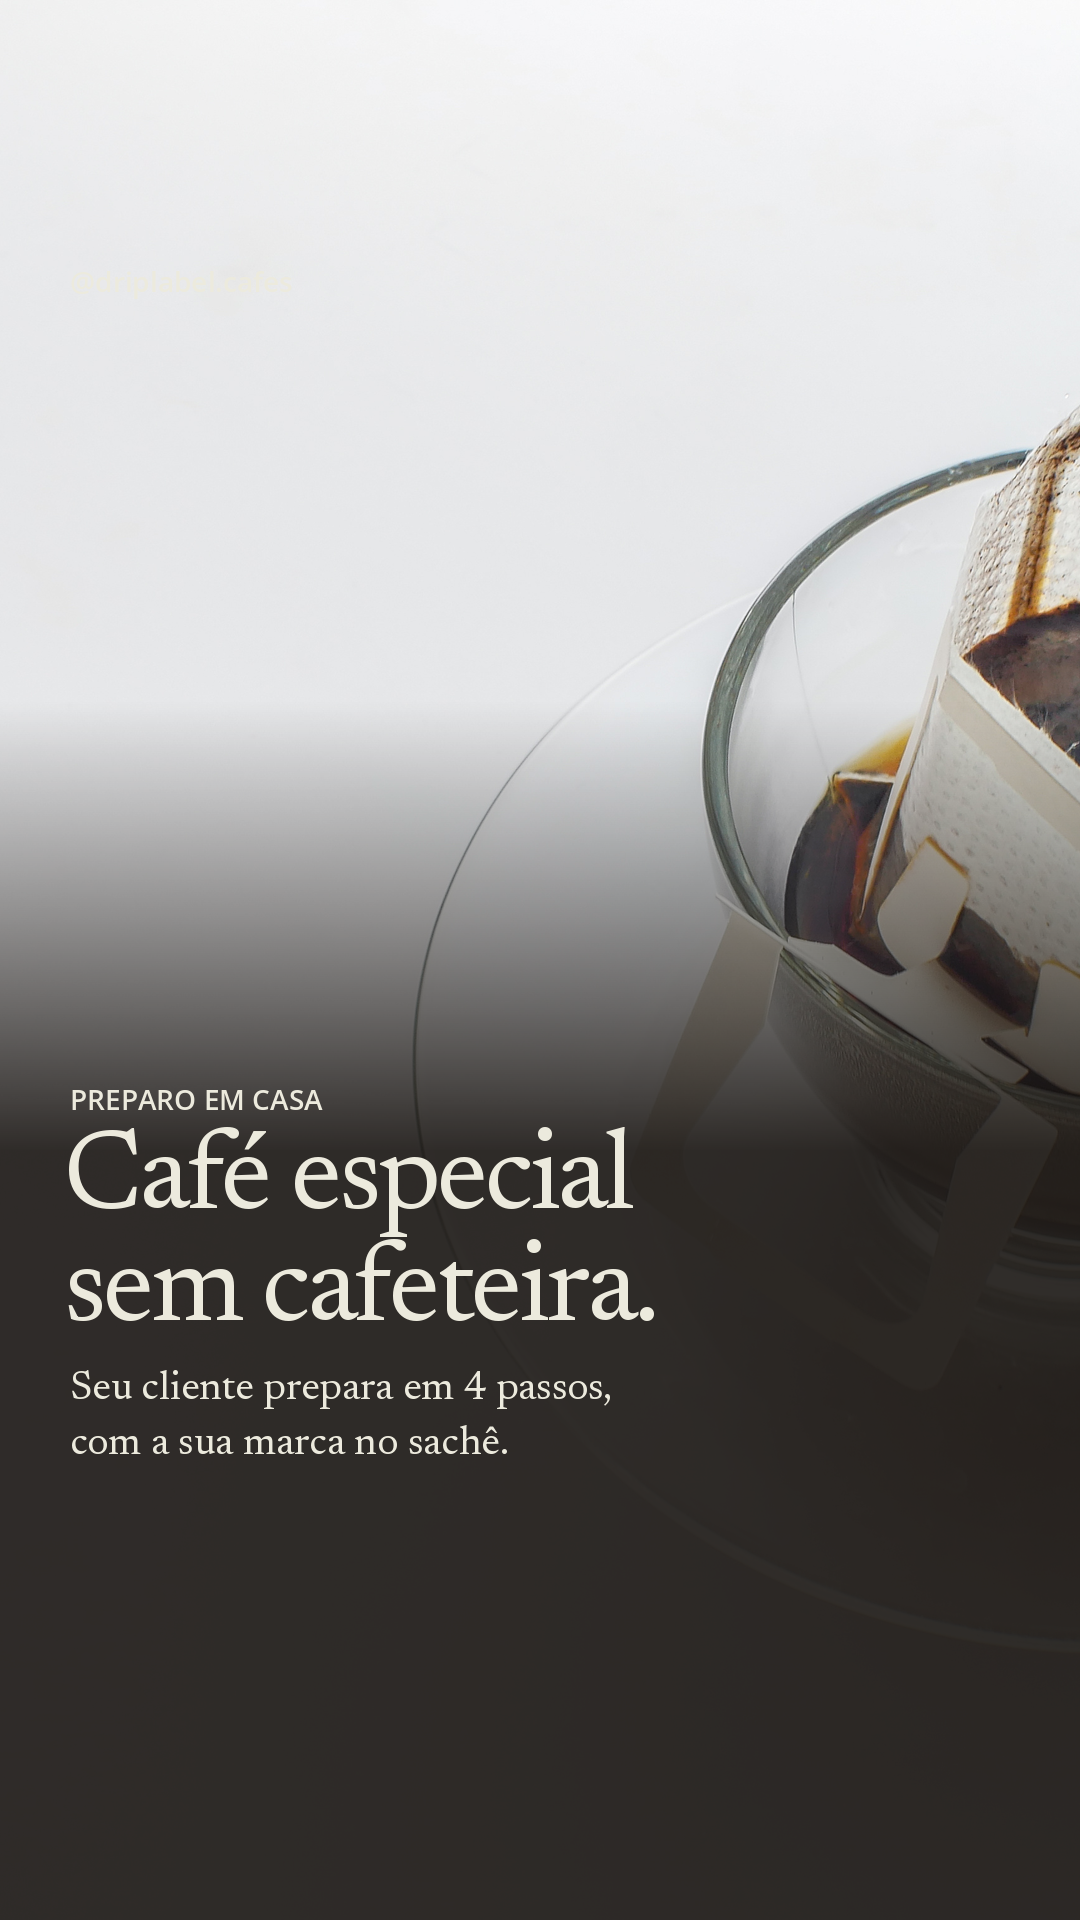 PREPARO EM CASA
Café especial
sem cafeteira.
Seu cliente prepara em 4 passos,
com a sua marca no sachê.